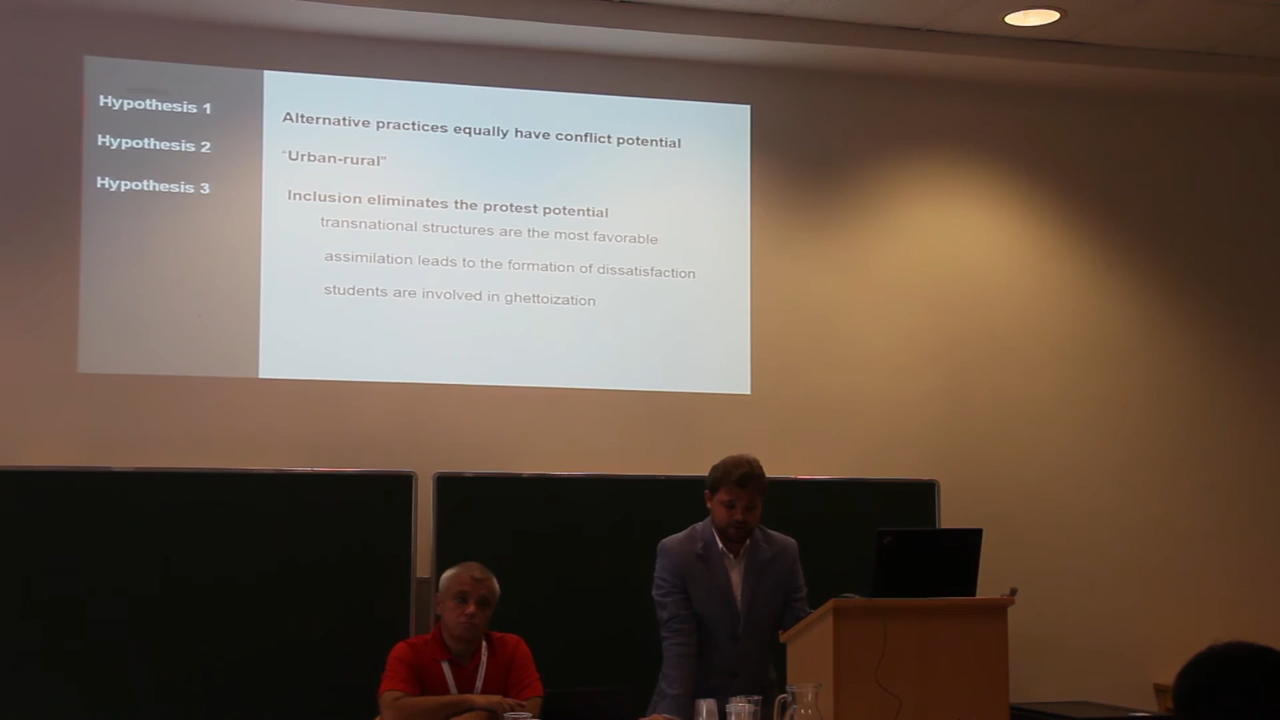 Hypothesis 1
Hypothesis 2
Hypothesis 3
Alternative practices equally have conflict potential
"Urban-rural"
Inclusion eliminates the protest potential
transnational structures are the most favorable
assimilation leads to the formation of dissatisfaction
students are involved in ghettoization